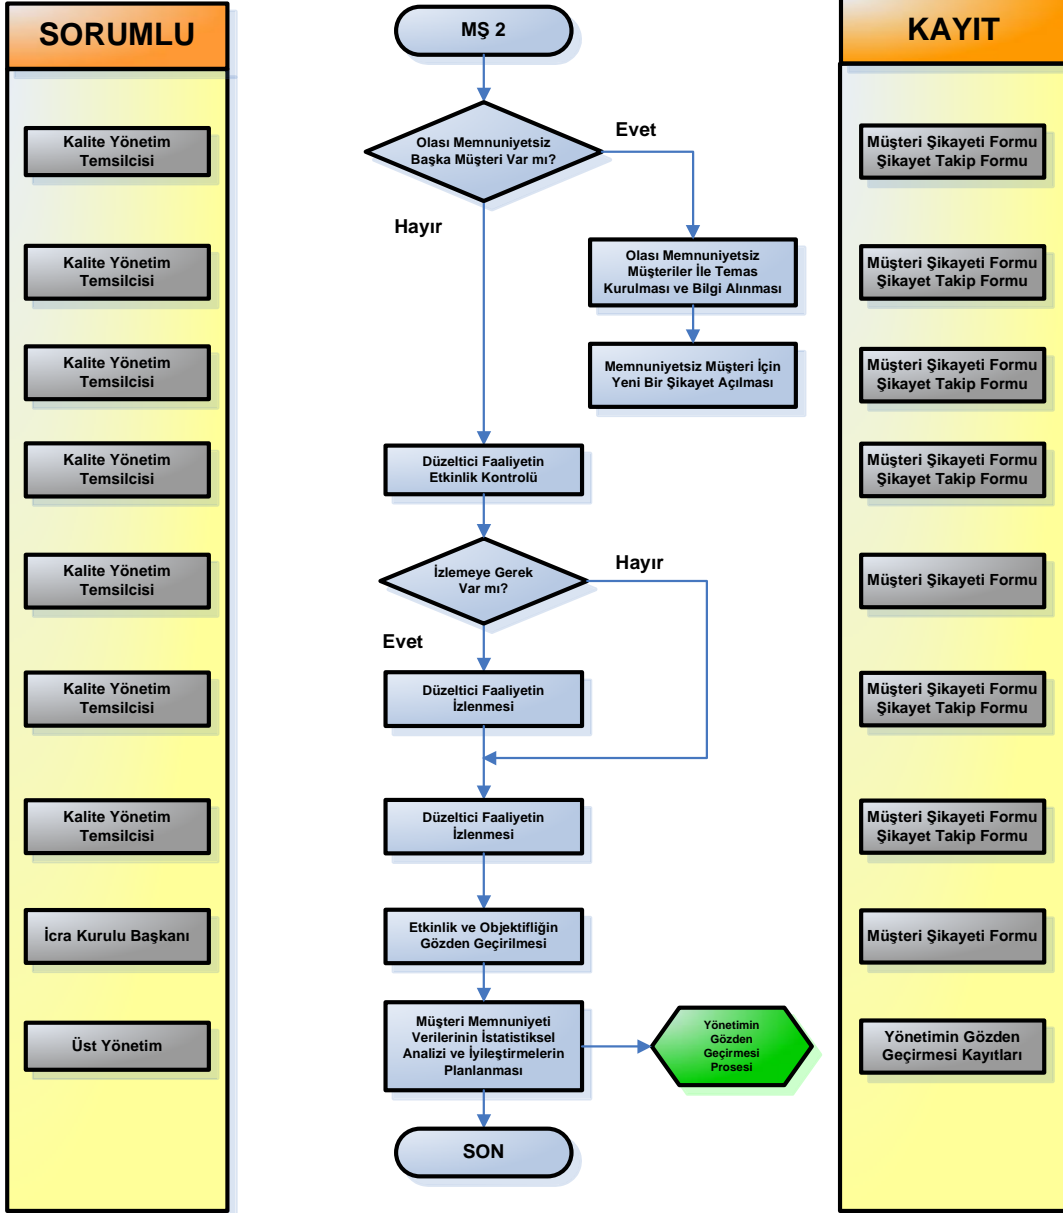 SORUMLU
MŞ 2
KAYIT
Kalite Yönetim
Temsilcisi
Olası Memnuniyetsiz
Başka Müşteri Var mı?
Evet
Müşteri Şikayeti Formu
Şikayet Takip Formu
Hayır
Kalite Yönetim
Temsilcisi
Olası Memnuniyetsiz
Müşteriler İle Temas
Kurulması ve Bilgi Alınması
Müşteri Şikayeti Formu
Şikayet Takip Formu
Kalite Yönetim
Temsilcisi
Memnuniyetsiz Müşteri İçin
Yeni Bir Şikayet Açılması
Müşteri Şikayeti Formu
Şikayet Takip Formu
Kalite Yönetim
Temsilcisi
Düzeltici Faaliyetin
Etkinlik Kontrolü
Müşteri Şikayeti Formu
Şikayet Takip Formu
Kalite Yönetim
Temsilcisi
İzlemeye Gerek
Var mı?
Hayır
Müşteri Şikayeti Formu
Evet
Kalite Yönetim
Temsilcisi
Düzeltici Faaliyetin
İzlenmesi
Müşteri Şikayeti Formu
Şikayet Takip Formu
Kalite Yönetim
Temsilcisi
Düzeltici Faaliyetin
İzlenmesi
Müşteri Şikayeti Formu
Şikayet Takip Formu
İcra Kurulu Başkanı
Etkinlik ve Objektifliğin
Gözden Geçirilmesi
Müşteri Şikayeti Formu
Üst Yönetim
Müşteri Memnuniyeti
Verilerinin İstatistiksel
Analizi ve İyileştirmelerin
Planlanması
Yönetimin
Gözden
Geçirmesi
Prosesi
Yönetimin Gözden
Geçirmesi Kayıtları
SON